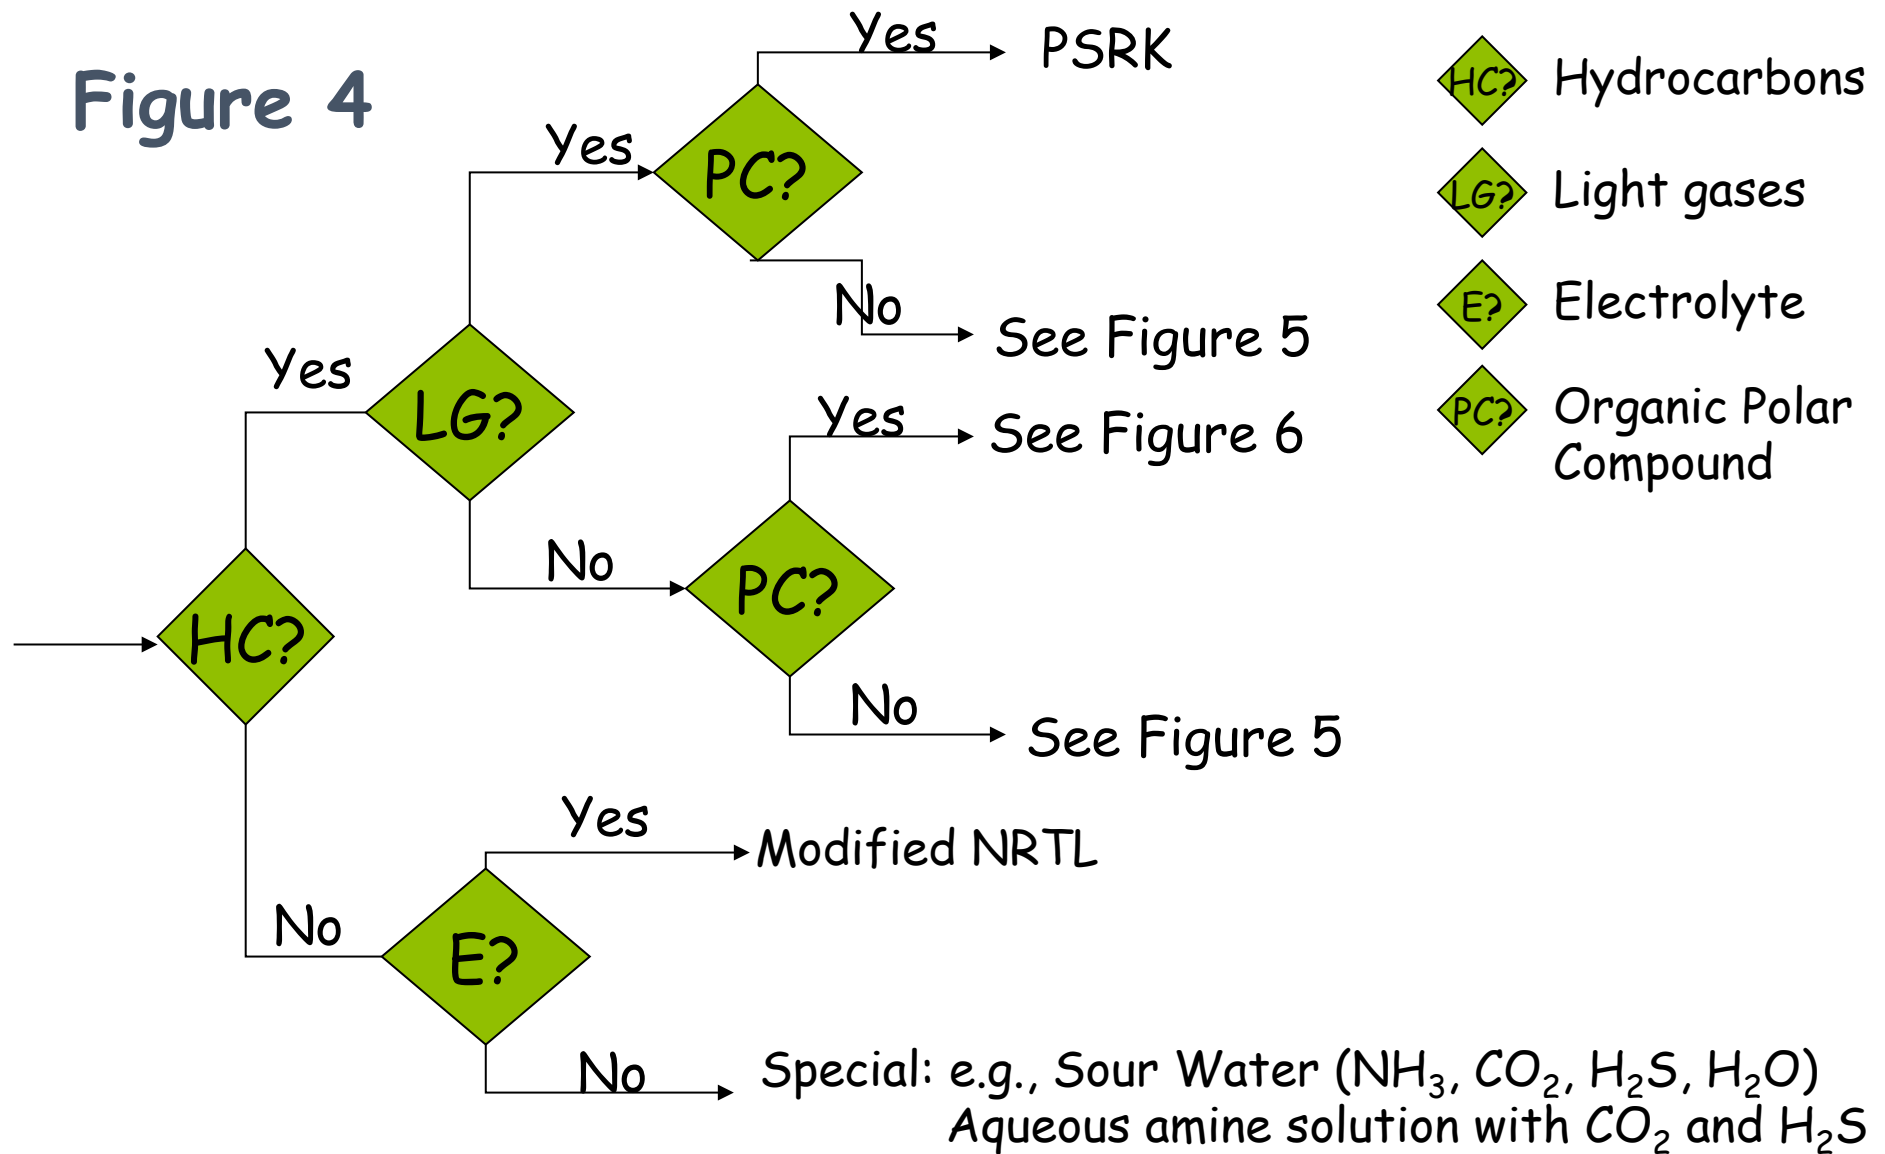 Figure 4
Yes
PSRK
Yes
PC?
No
See Figure 5
Yes
LG?
Yes
See Figure 6
No
PC?
HC?
No
See Figure 5
Yes
Modified NRTL
No
E?
No
Special: e.g., Sour Water (NH₃, CO₂, H₂S, H₂O)
Aqueous amine solution with CO₂ and H₂S
HC? Hydrocarbons
LG? Light gases
E? Electrolyte
PC? Organic Polar
Compound